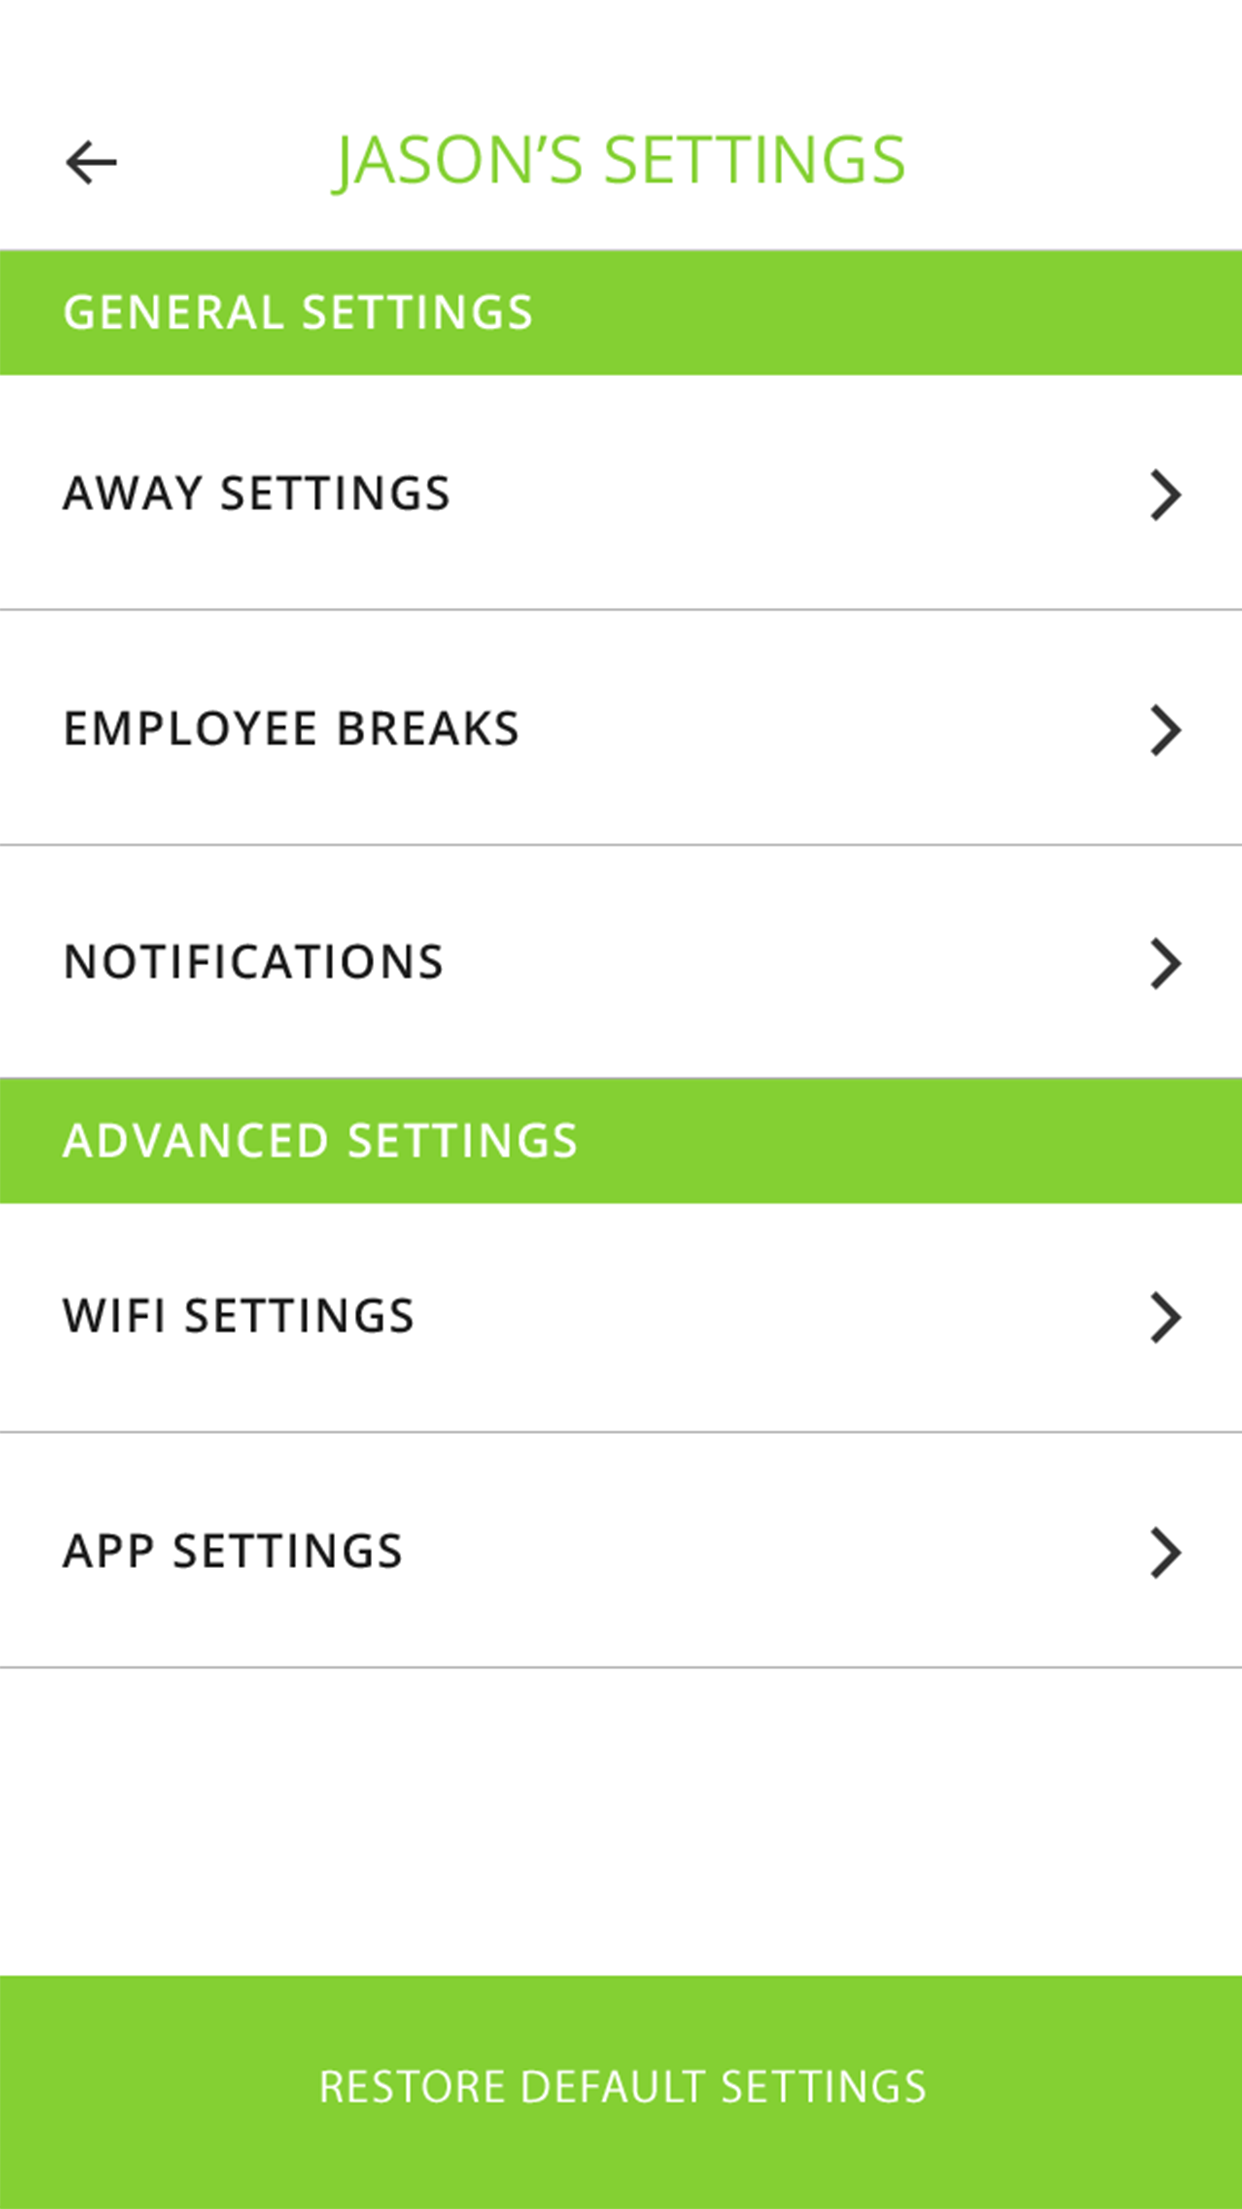 JASON’S SETTINGS
GENERAL SETTINGS
AWAY SETTINGS
EMPLOYEE BREAKS
NOTIFICATIONS
ADVANCED SETTINGS
WIFI SETTINGS
APP SETTINGS
RESTORE DEFAULT SETTINGS